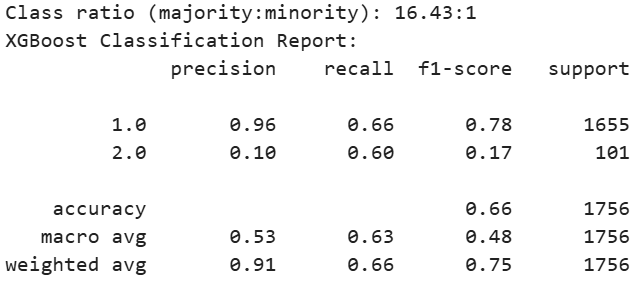 Class ratio (majority:minority): 16.43:1
XGBoost Classification Report:
precision recall f1-score support
1.0 0.96 0.66 0.78 1655
2.0 0.10 0.60 0.17 101
accuracy 0.66 1756
macro avg 0.53 0.63 0.48 1756
weighted avg 0.91 0.66 0.75 1756